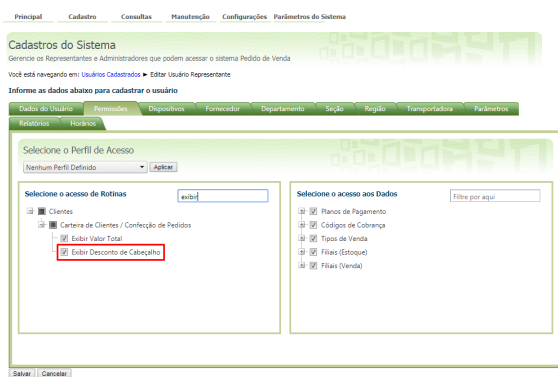 Principal Cadastro Consultas Manutenção Configurações Parâmetros do Sistema
Cadastros do Sistema
Gerencie os Representantes e Administradores que podem acessar o sistema Pedido de Venda
Você está navegando em: Usuários Cadastrados ► Editar Usuário Representante
Informe as dados abaixo para cadastrar o usuário
Dados do Usuário Permissões Dispositivos Fornecedor Departamento Seção Região Transportadora Parâmetros
Relatórios Horários
Selecione o Perfil de Acesso
Nenhum Perfil Definido Aplicar
Selecione o acesso de Rotinas exibir Selecione o acesso aos Dados Filtre por aqui
Clientes Planos de Pagamento
Carteira de Clientes / Confecção de Pedidos Códigos de Cobrança
Exibir Valor Total Tipos de Venda
Exibir Desconto de Cabeçalho Filiais (Estoque)
Filiais (Venda)
Salvar Cancelar